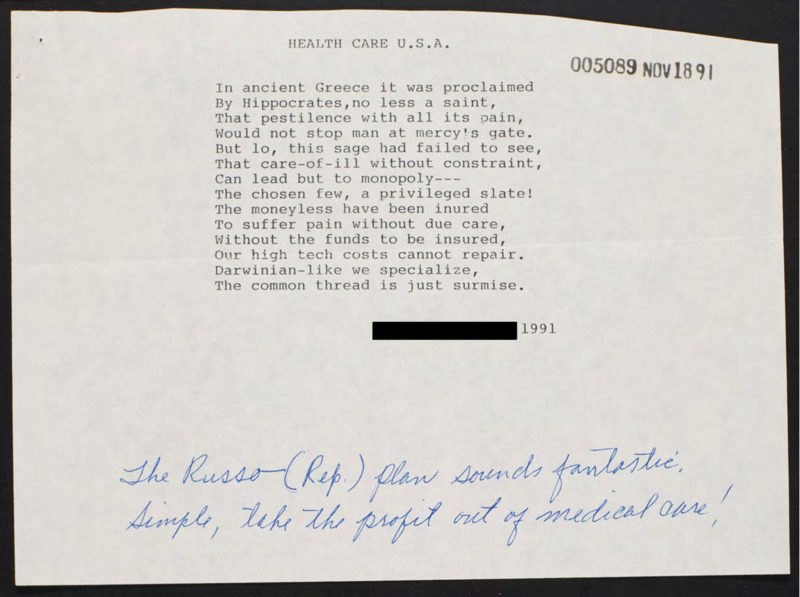 HEALTH CARE U.S.A.
005089 NOV 18 91
In ancient Greece it was proclaimed
By Hippocrates,no less a saint,
That pestilence with all its pain,
Would not stop man at mercy's gate.
But lo, this sage had failed to see,
That care-of-ill without constraint,
Can lead but to monopoly---
The chosen few, a privileged slate!
The moneyless have been inured
To suffer pain without due care,
Without the funds to be insured,
Our high tech costs cannot repair.
Darwinian-like we specialize,
The common thread is just surmise.
1991
The Russo-(Rep.) plan sounds fantastic.
Simple, take the profit out of medical care!